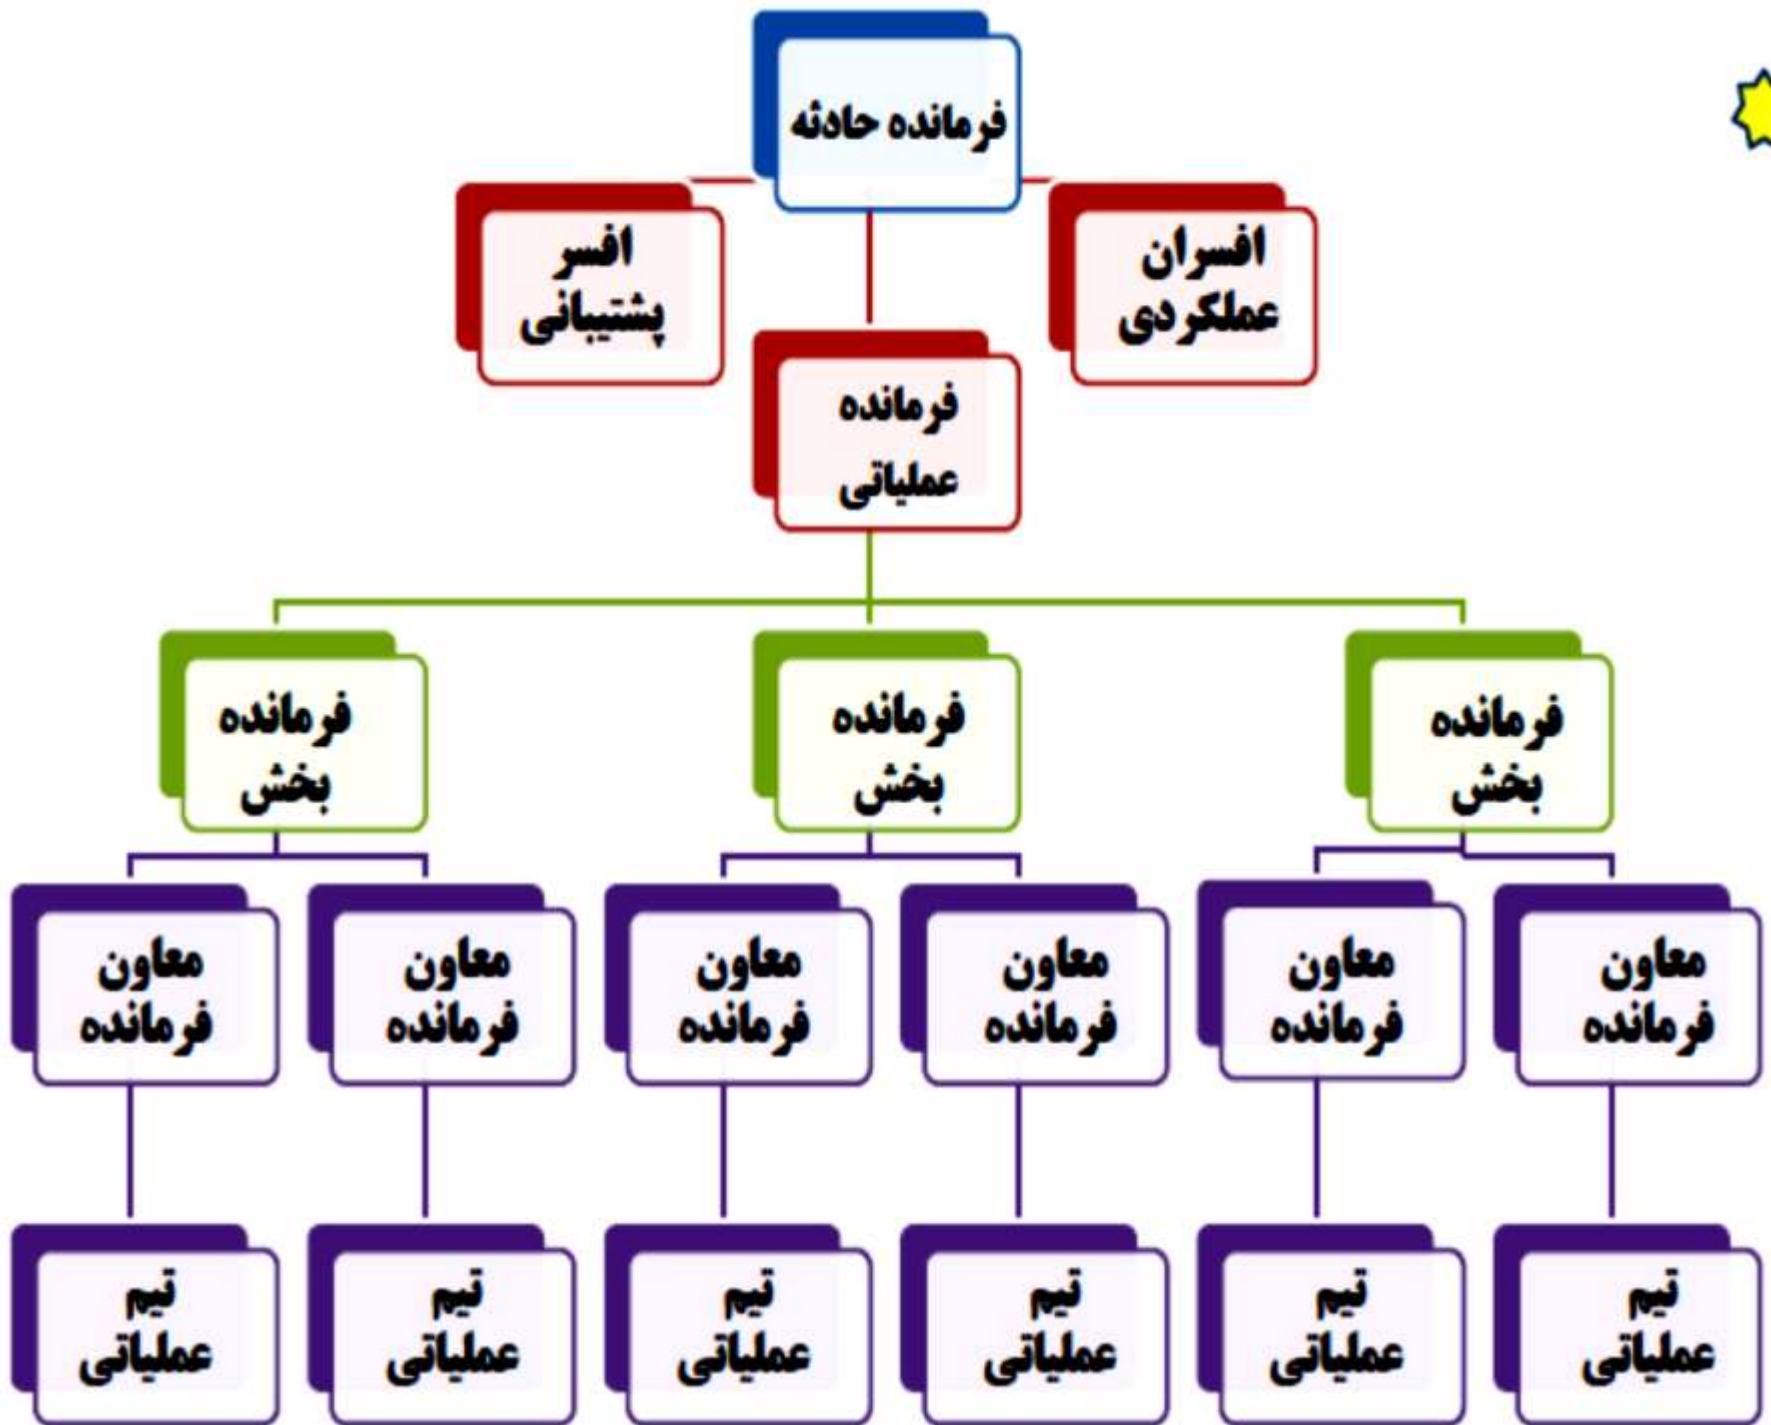 فرمانده حادثه
افسران
عملکردی
افسر
پشتیبانی
فرمانده
عملیاتی
فرمانده
بخش
فرمانده
بخش
فرمانده
بخش
معاون
فرمانده
معاون
فرمانده
معاون
فرمانده
معاون
فرمانده
معاون
فرمانده
معاون
فرمانده
تیم
عملیاتی
تیم
عملیاتی
تیم
عملیاتی
تیم
عملیاتی
تیم
عملیاتی
تیم
عملیاتی